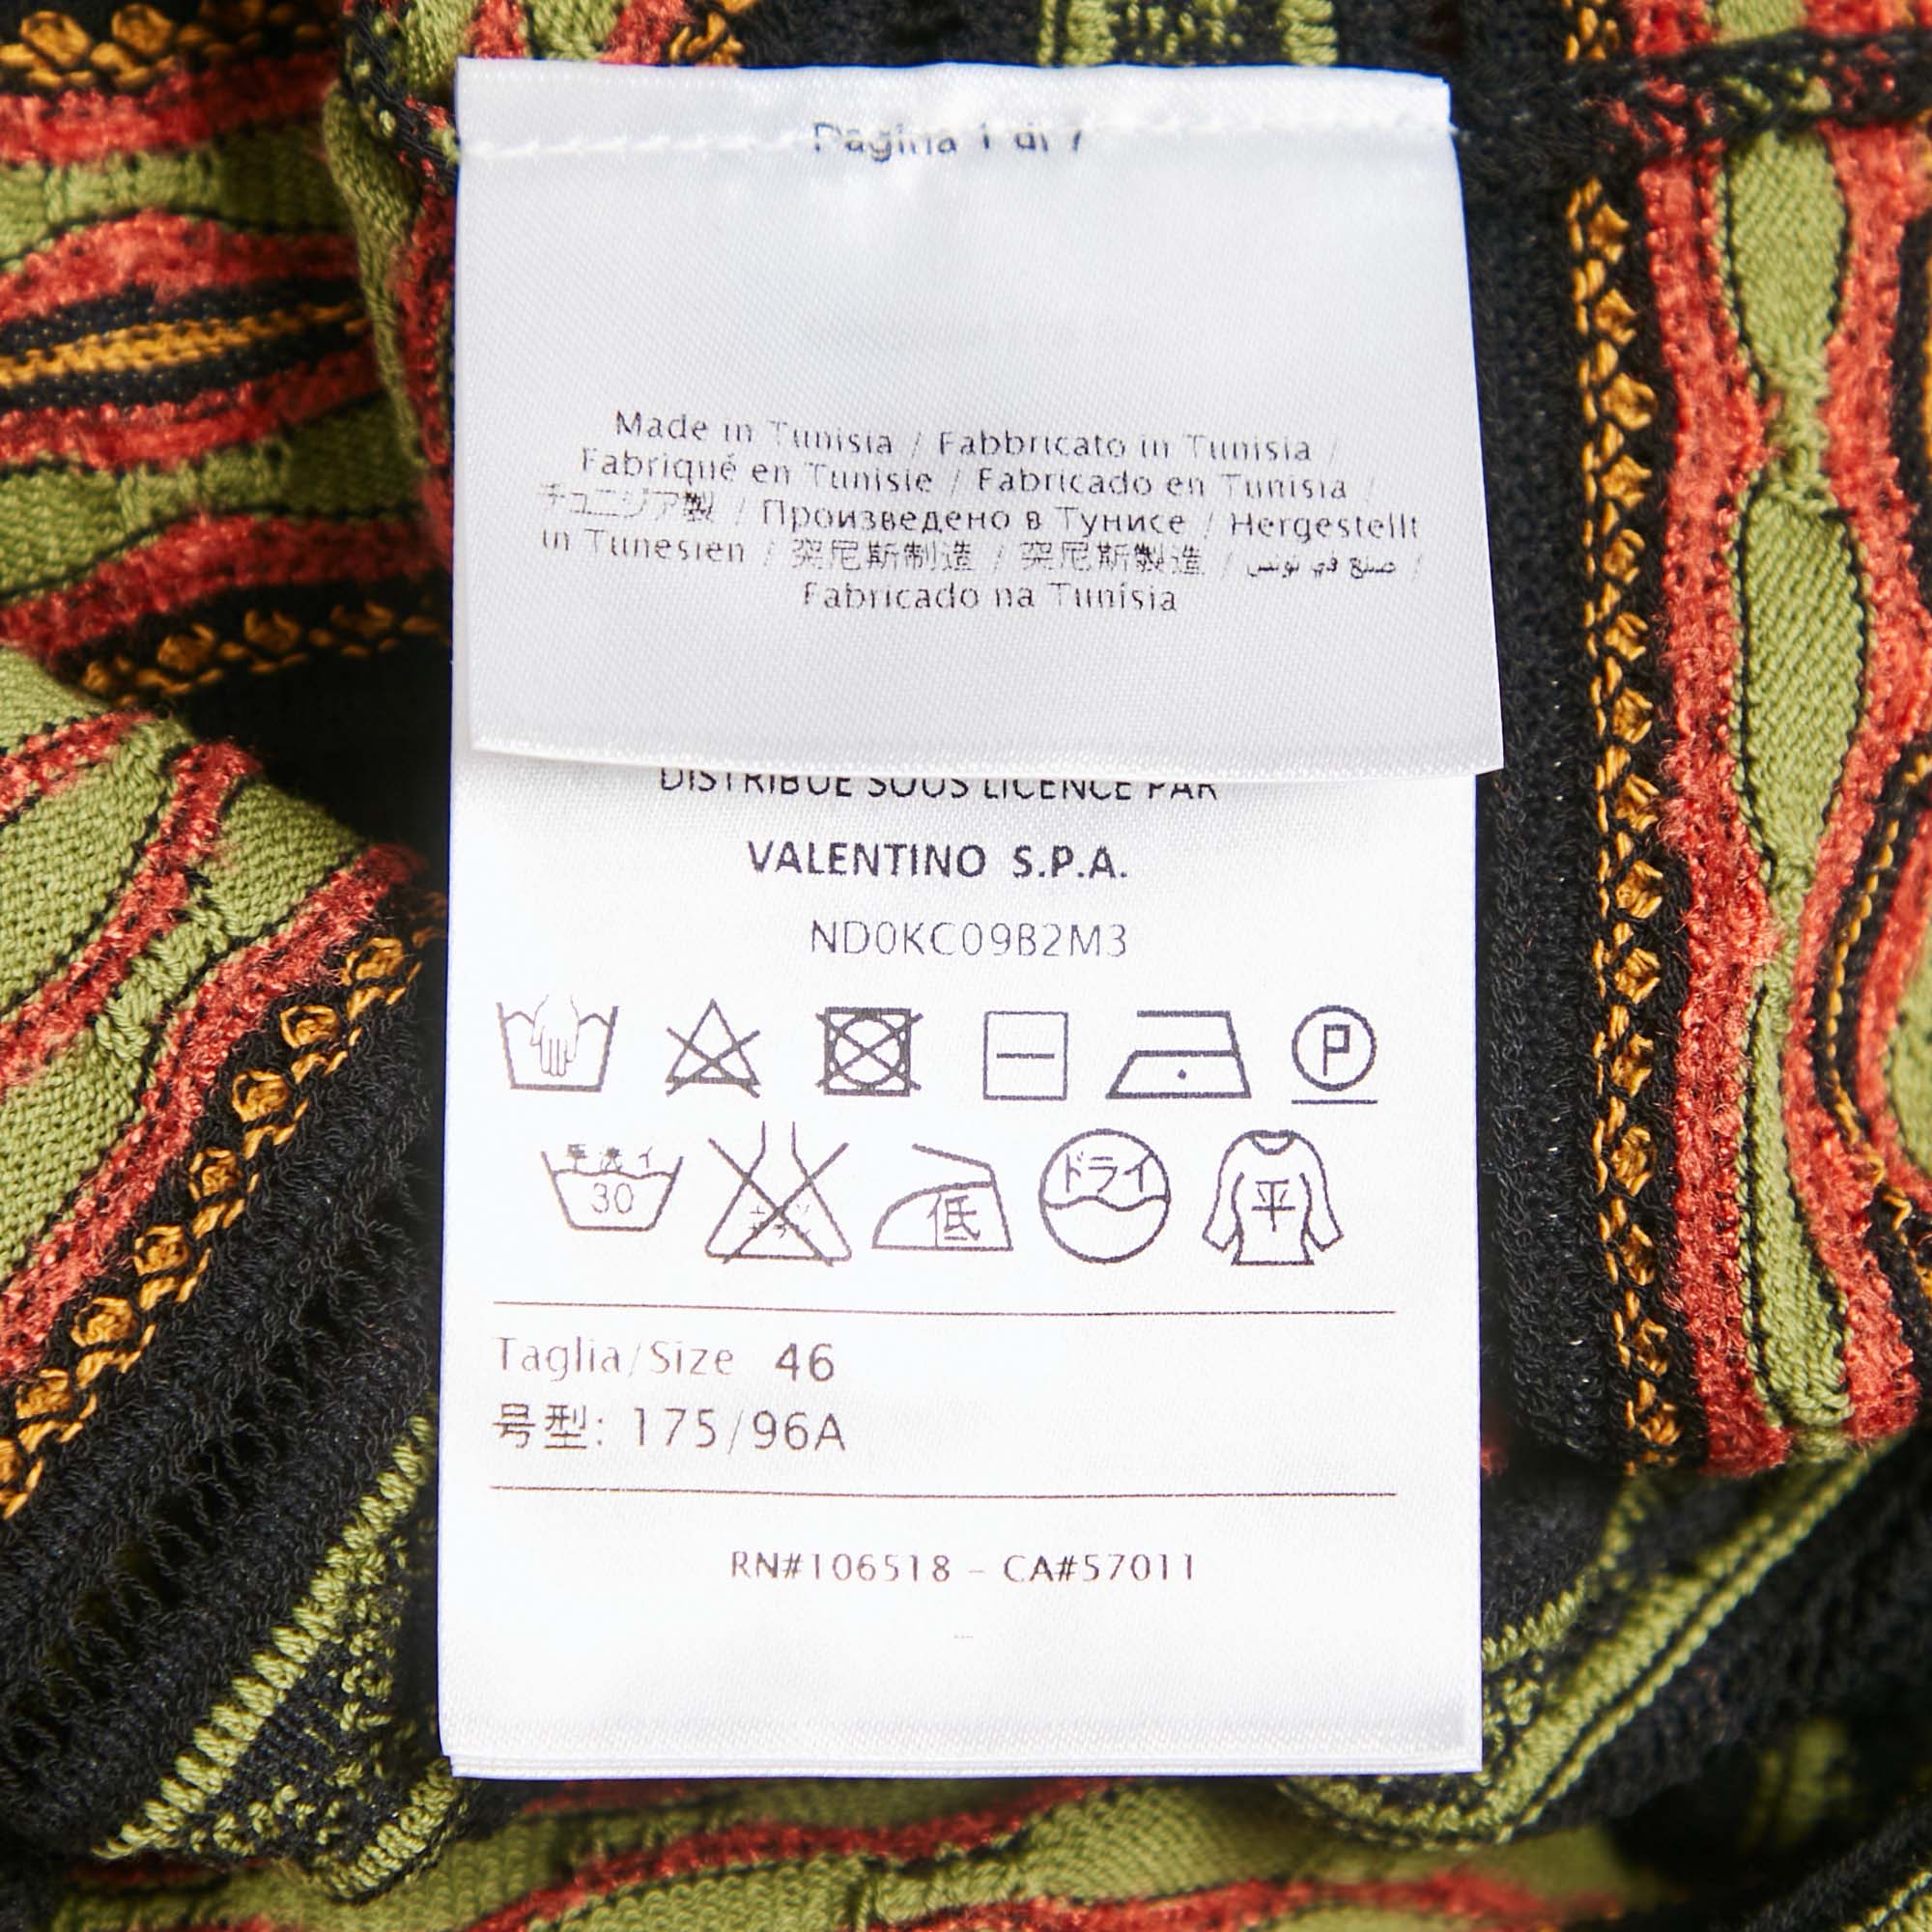 Pagina 1 di 7
Made in Tunisia / Fabbricato in Tunisia /
Fabriqué en Tunisie / Fabricado en Tunisia /
チュニジア製 / Произведено в Тунисе / Hergestellt
in Tunesien / 突尼斯制造 / 突尼斯製造 / صنع في تونس /
Fabricado na Tunísia
DISTRIBUE SOUS LICENCE PAR
VALENTINO S.P.A.
ND0KC09B2M3
P
手洗イ
30
低
ドライ
平
Taglia/Size 46
号型: 175/96A
RN#106518 - CA#57011